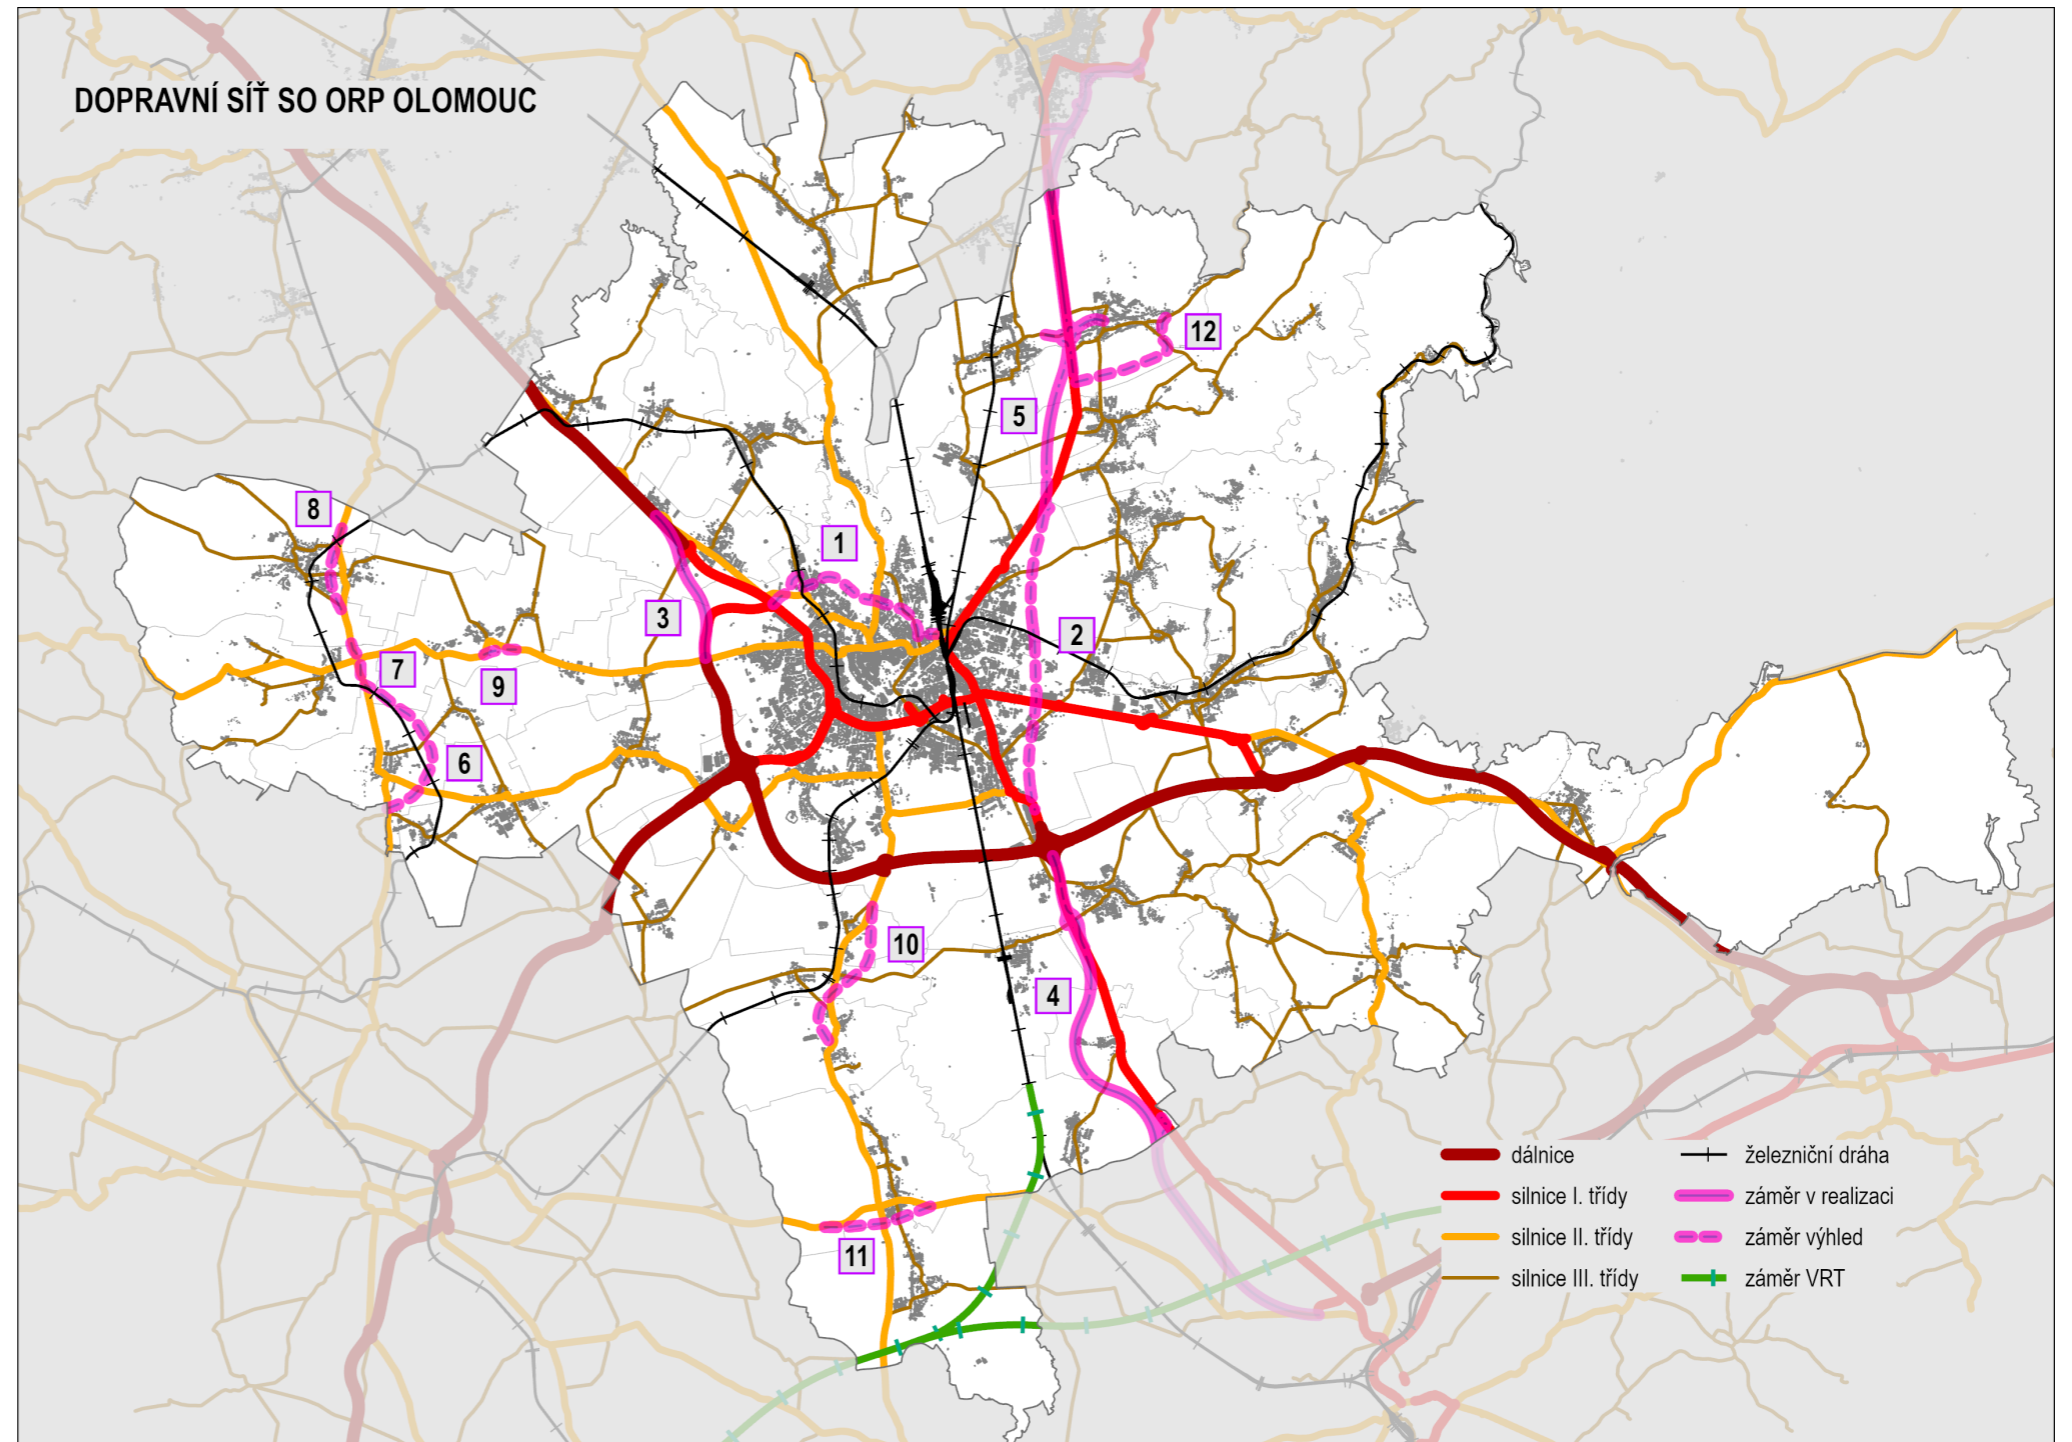 DOPRAVNÍ SÍŤ SO ORP OLOMOUC
12
5
8
1
3
2
7
9
6
10
4
11
dálnice
silnice I. třídy
silnice II. třídy
silnice III. třídy
železniční dráha
záměr v realizaci
záměr výhled
záměr VRT